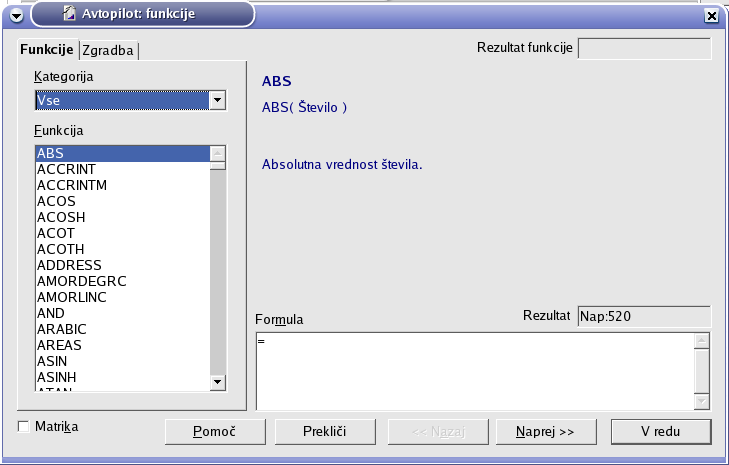 Avtopilot: funkcije
Funkcije
Zgradba
Rezultat funkcije
Kategorija
Vse
Funkcija
ABS
ACCRINT
ACCRINTM
ACOS
ACOSH
ACOT
ACOTH
ADDRESS
AMORDEGRC
AMORLINC
AND
ARABIC
AREAS
ASIN
ASINH
ATAN
ABS
ABS( Število )
Absolutna vrednost števila.
Formula
Rezultat
Nap:520
=
Matrika
Pomoč
Prekliči
<< Nazaj
Naprej >>
V redu